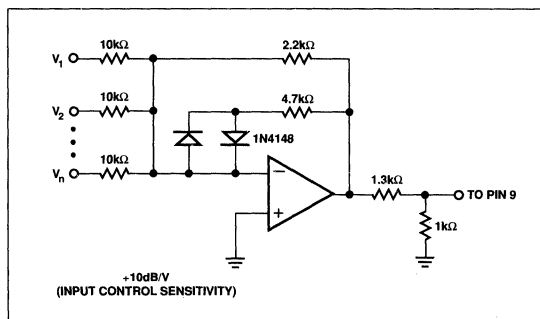 V1
10kΩ
2.2kΩ
V2
10kΩ
4.7kΩ
1N4148
Vn
10kΩ
−
+
1.3kΩ
TO PIN 9
1kΩ
+10dB/V
(INPUT CONTROL SENSITIVITY)